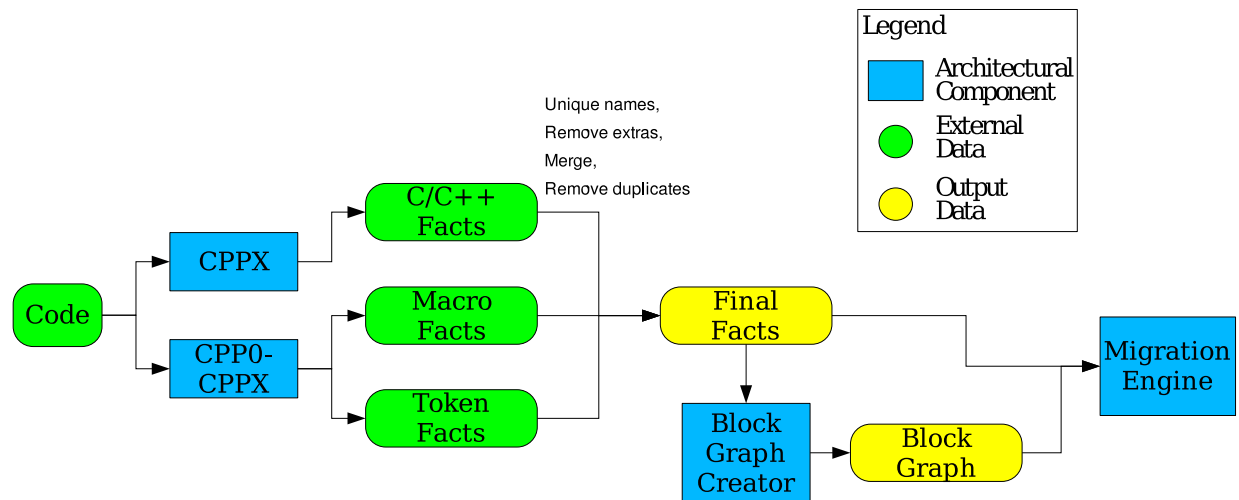 Legend
Architectural
Component
External
Data
Output
Data
Unique names,
Remove extras,
Merge,
Remove duplicates
C/C++
Facts
CPPX
Code
Macro
Facts
CPP0-
CPPX
Token
Facts
Final
Facts
Migration
Engine
Block
Graph
Creator
Block
Graph